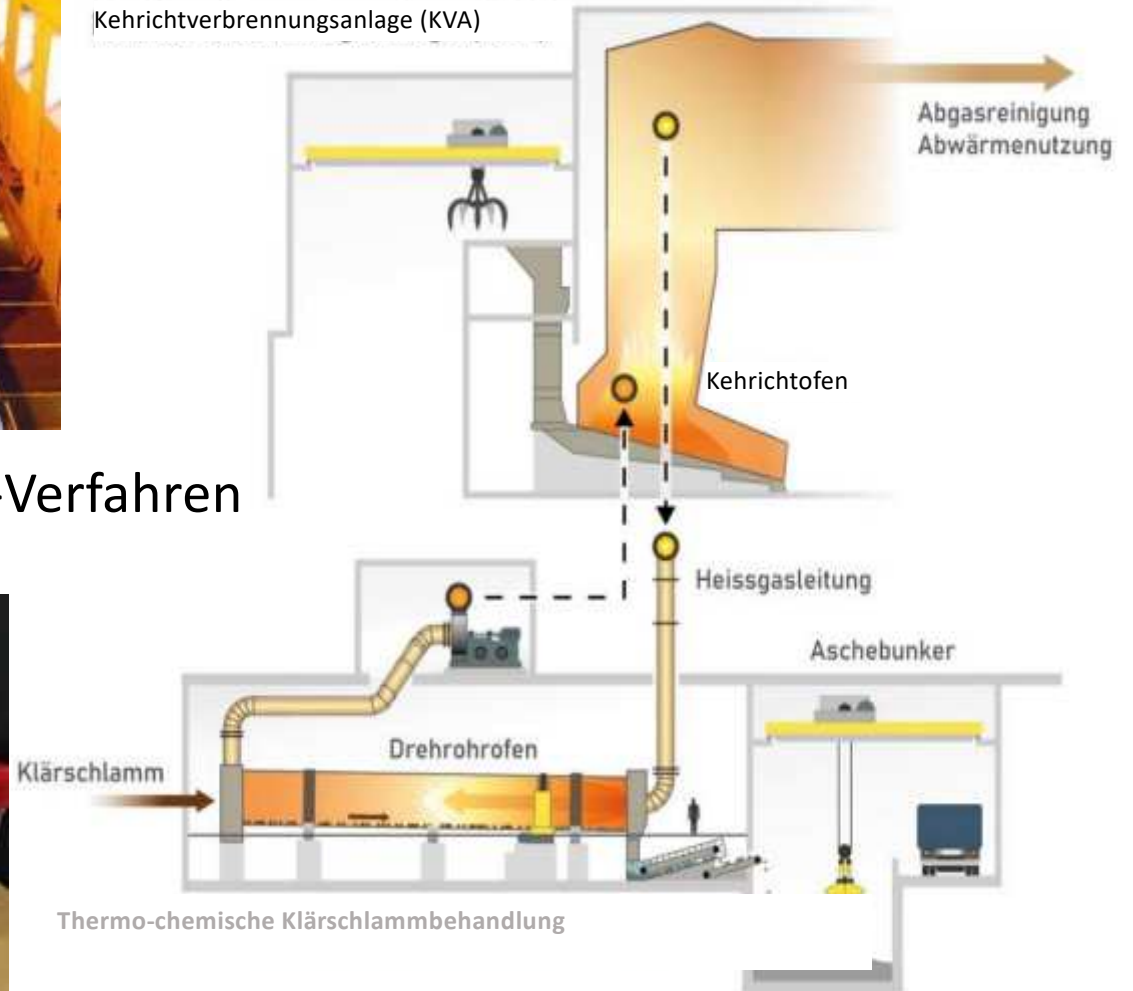 Kehrichtverbrennungsanlage (KVA)
Abgasreinigung
Abwärmenutzung
Kehrichtofen
-Verfahren
Heissgasleitung
Aschebunker
Drehrohrofen
Klärschlamm
Thermo-chemische Klärschlammbehandlung